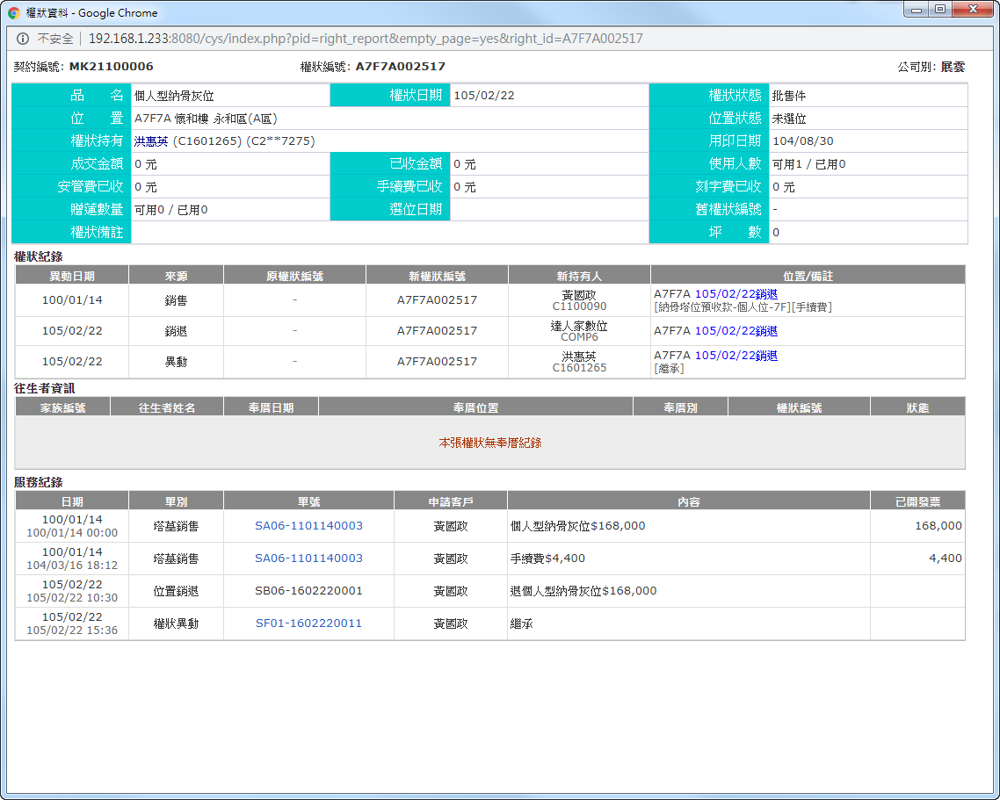 權狀資料 - Google Chrome
不安全 | 192.168.1.233:8080/cys/index.php?pid=right_report&empty_page=yes&right_id=A7F7A002517
契約編號: MK21100006 權狀編號: A7F7A002517 公司別: 展雲
品 名 個人型納骨灰位 權狀日期 105/02/22 權狀狀態 批售件
位 置 A7F7A 懷和樓 永和區(A區) 位置狀態 未選位
權狀持有 洪惠英 (C1601265) (C2**7275) 用印日期 104/08/30
成交金額 0 元 已收金額 0 元 使用人數 可用1 / 已用0
安管費已收 0 元 手續費已收 0 元 刻字費已收 0 元
贈蓮數量 可用0 / 已用0 選位日期 舊權狀編號 -
權狀備註 坪 數 0
權狀紀錄
異動日期 來源 原權狀編號 新權狀編號 新持有人 位置/備註
100/01/14 銷售 - A7F7A002517 黃國政 C1100090 A7F7A 105/02/22銷退
[納骨塔位預收款-個人位-7F][手續費]
105/02/22 銷退 - A7F7A002517 達人家數位 COMP6 A7F7A 105/02/22銷退
105/02/22 異動 - A7F7A002517 洪惠英 C1601265 A7F7A 105/02/22銷退
[繼承]
往生者資訊
家族編號 往生者姓名 奉厝日期 奉厝位置 奉厝別 權狀編號 狀態
本張權狀無奉厝紀錄
服務紀錄
日期 單別 單號 申請客戶 內容 已開發票
100/01/14
100/01/14 00:00 塔墓銷售 SA06-1101140003 黃國政 個人型納骨灰位$168,000 168,000
100/01/14
104/03/16 18:12 塔墓銷售 SA06-1101140003 黃國政 手續費$4,400 4,400
105/02/22
105/02/22 10:30 位置銷退 SB06-1602220001 黃國政 退個人型納骨灰位$168,000
105/02/22
105/02/22 15:36 權狀異動 SF01-1602220011 黃國政 繼承